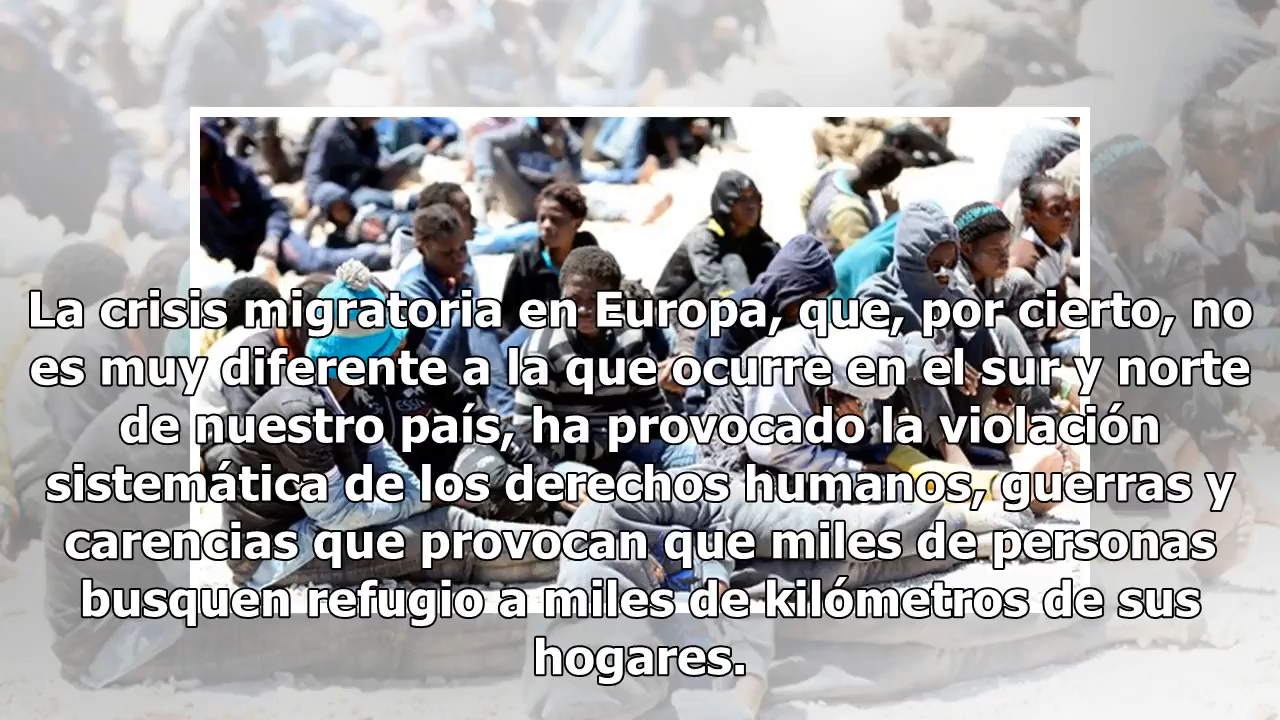 La crisis migratoria en Europa, que, por cierto, no
es muy diferente a la que ocurre en el sur y norte
de nuestro país, ha provocado la violación
sistemática de los derechos humanos, guerras y
carencias que provocan que miles de personas
busquen refugio a miles de kilómetros de sus
hogares.